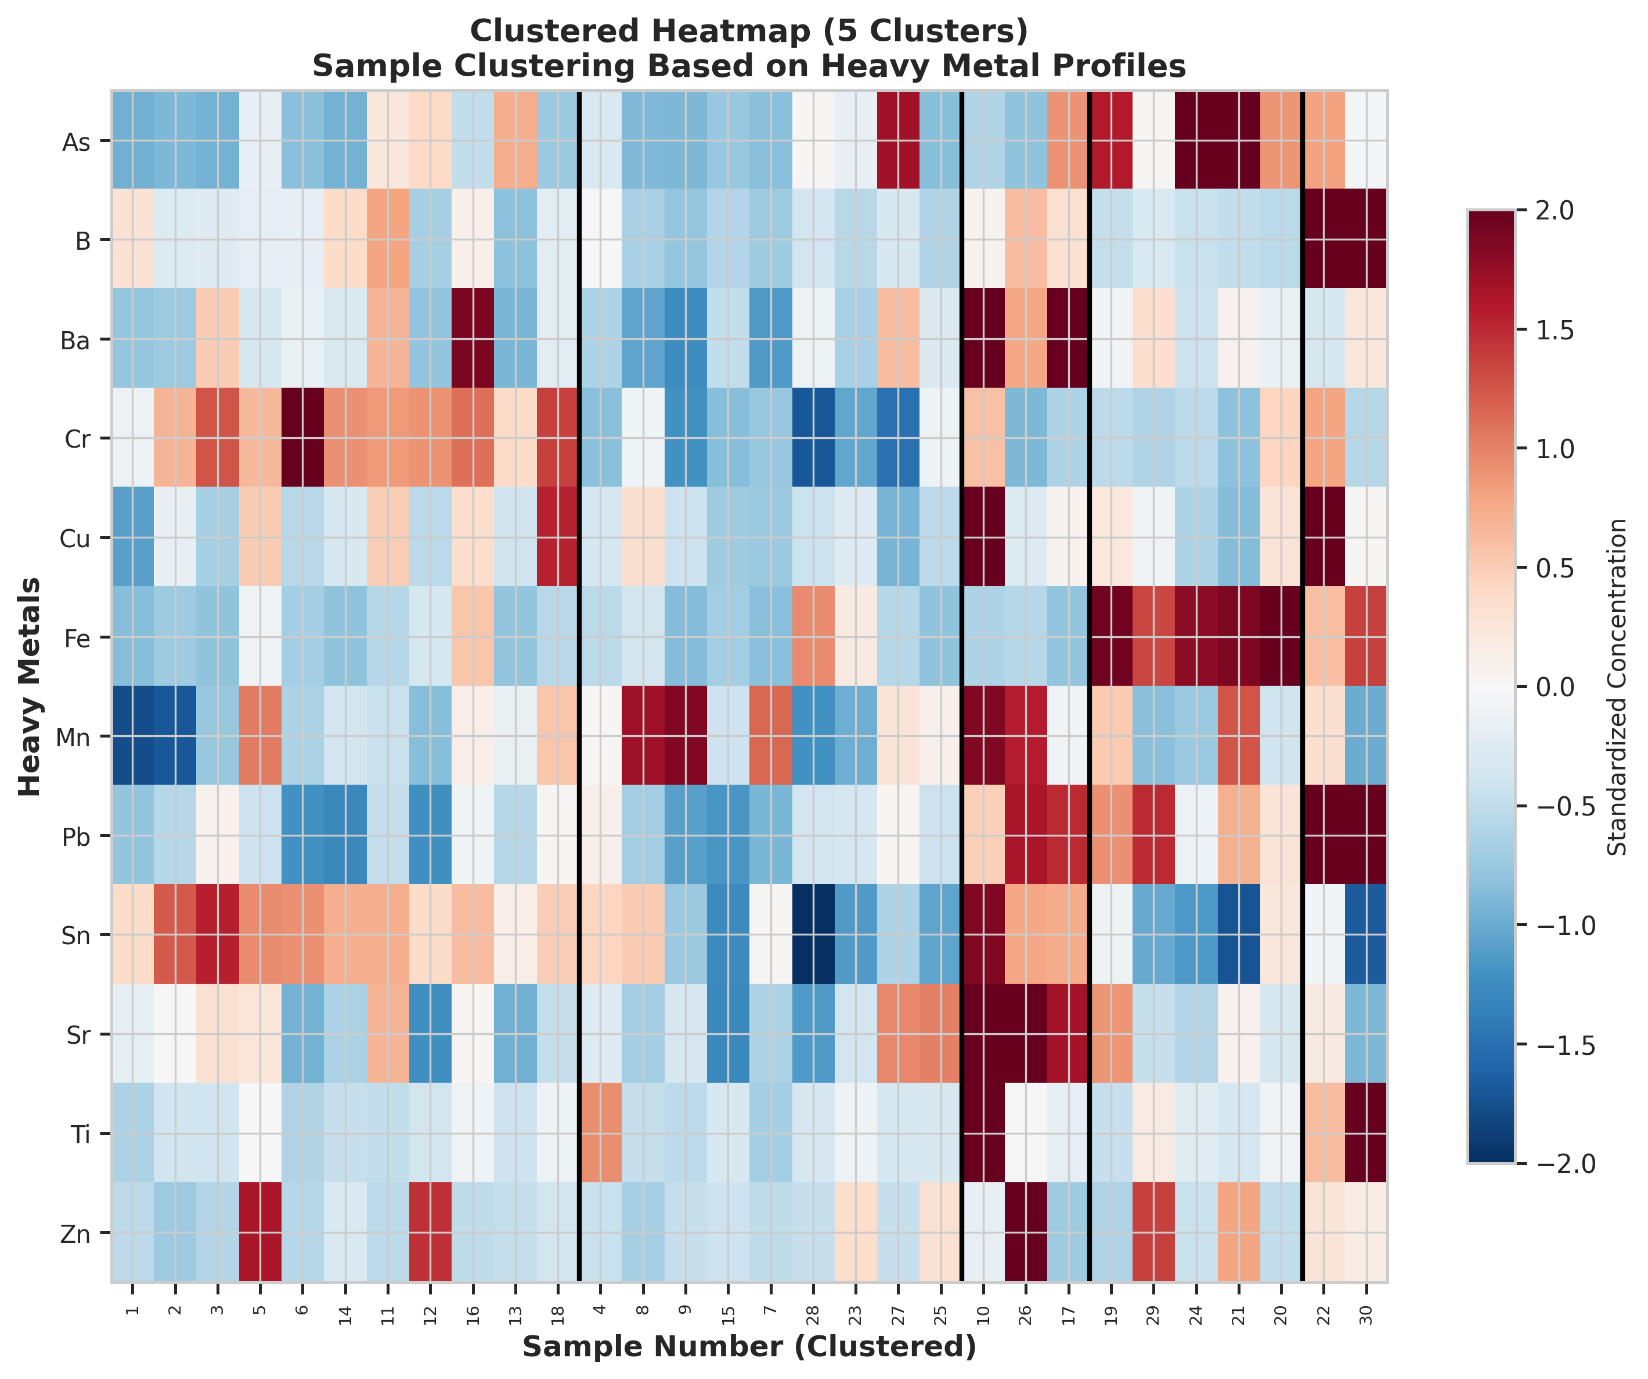 Clustered Heatmap (5 Clusters)
Sample Clustering Based on Heavy Metal Profiles
As
B
Ba
Cr
Cu
Fe
Mn
Pb
Sn
Sr
Ti
Zn
Heavy Metals
1 2 3 5 6 14 11 12 16 13 18 4 8 9 15 7 28 23 27 25 10 26 17 19 29 24 21 20 22 30
Sample Number (Clustered)
2.0
1.5
1.0
0.5
0.0
−0.5
−1.0
−1.5
−2.0
Standardized Concentration